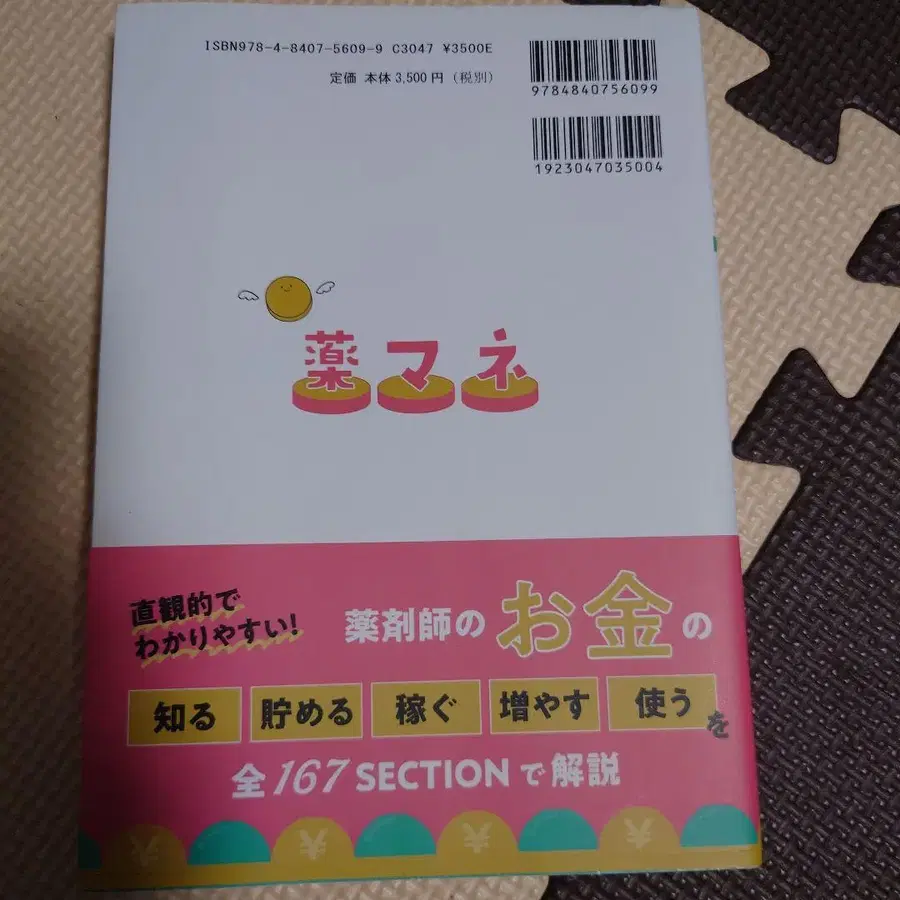 ISBN978-4-8407-5609-9 C3047 ¥3500E
定価 本体3,500円（税別）
9784840756099
1923047035004
薬マネ
直観的で
わかりやすい!
薬剤師のお金の
知る 貯める 稼ぐ 増やす 使う を
全167 SECTIONで解説
¥ ¥ ¥ ¥